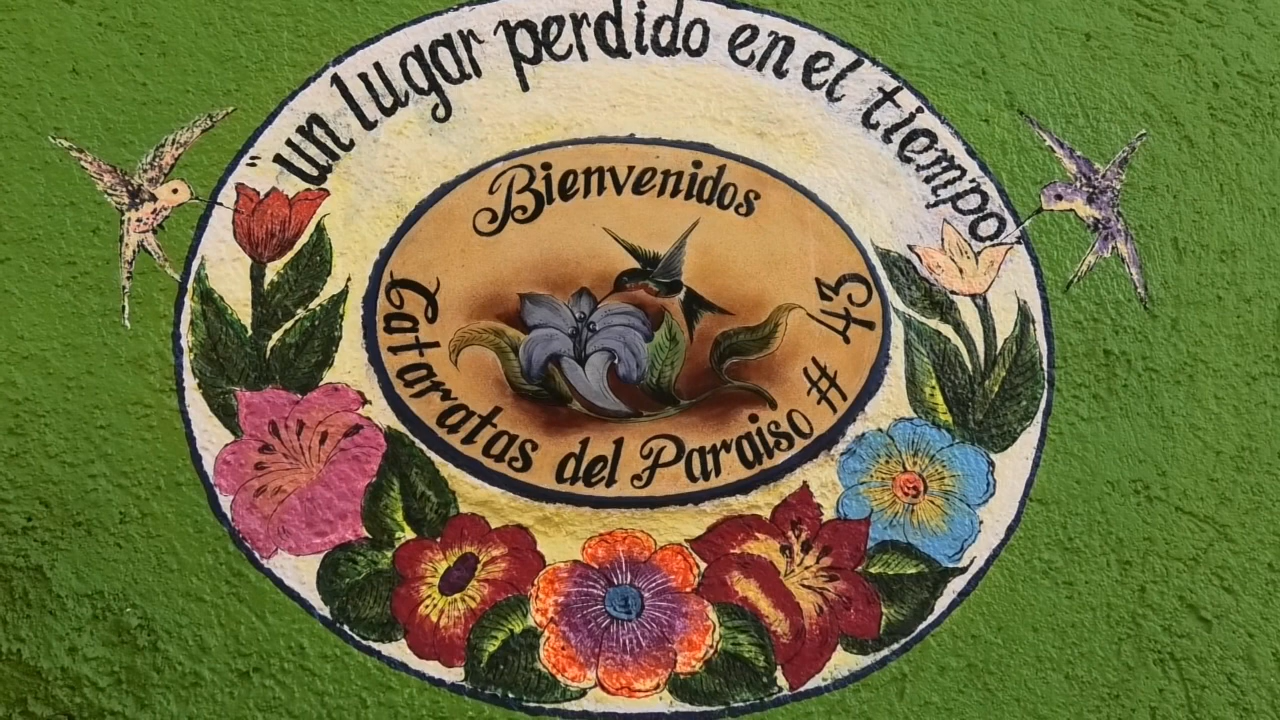 "un lugar perdido en el tiempo
Bienvenidos
Cataratas del Paraiso # 43